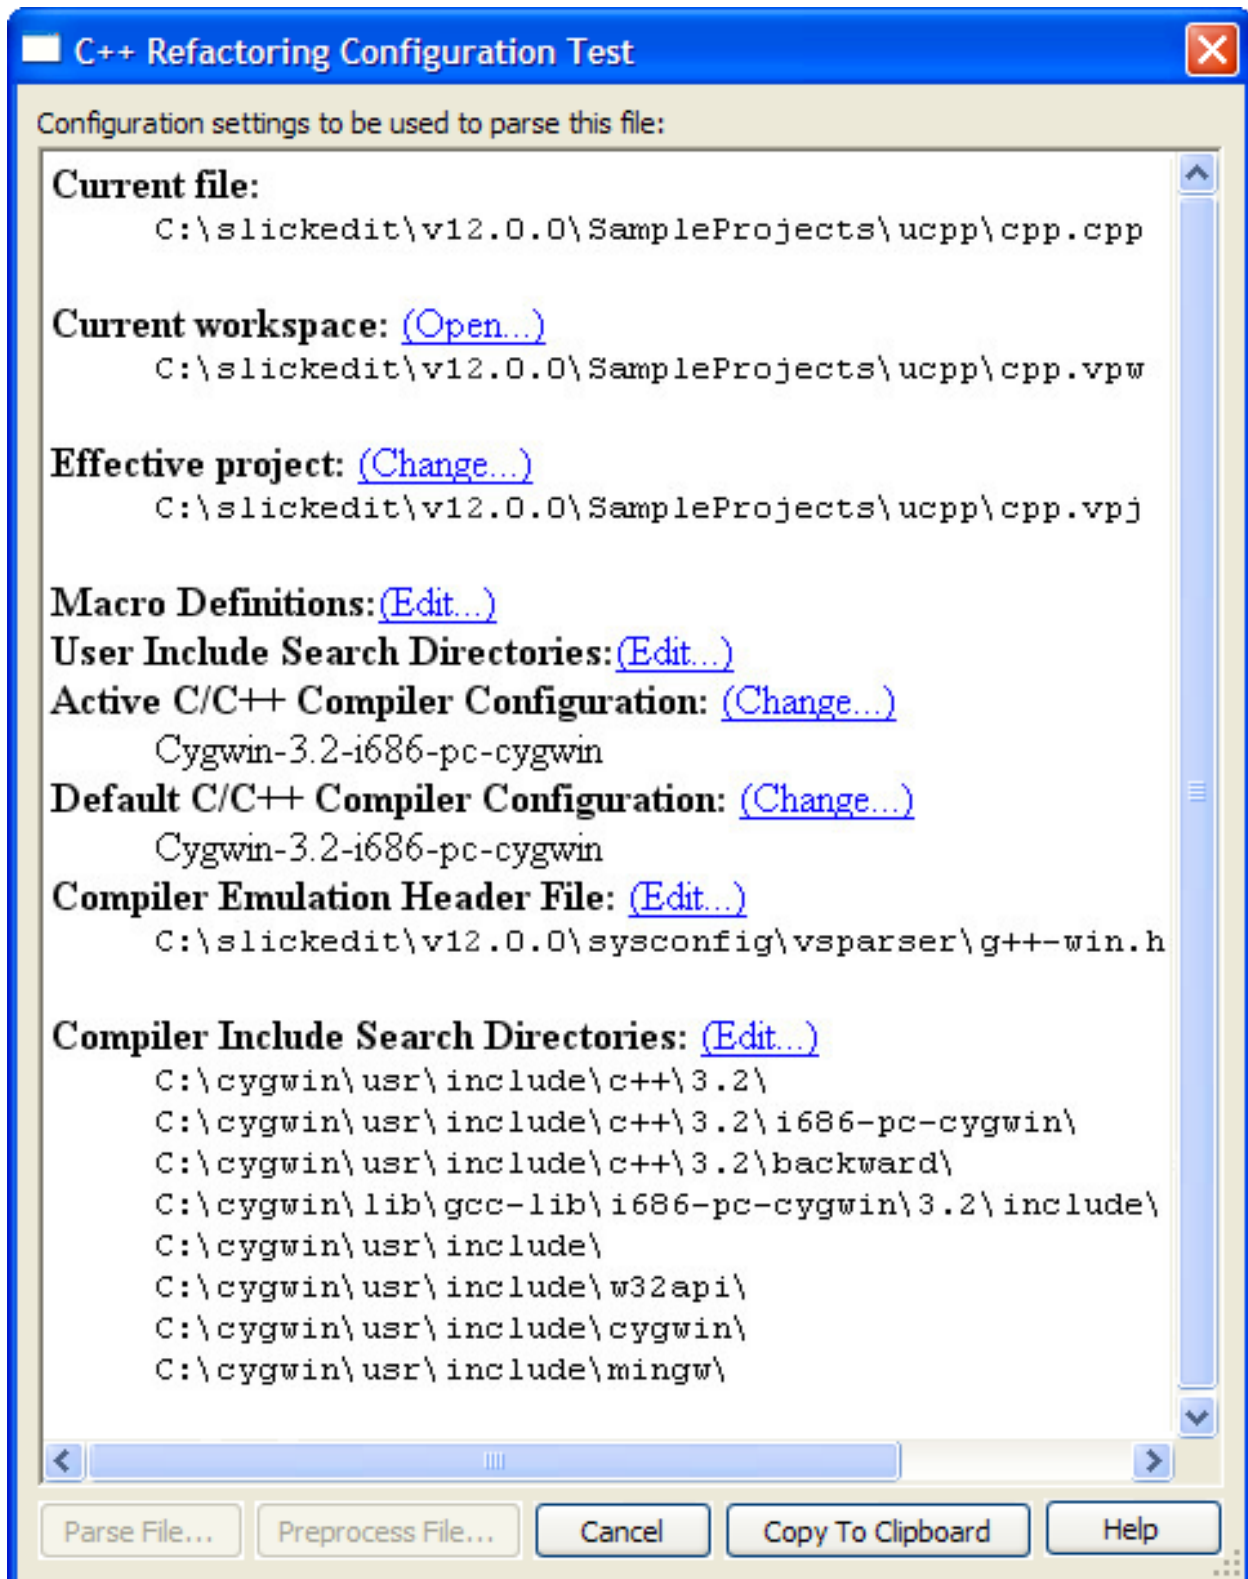 C++ Refactoring Configuration Test
Configuration settings to be used to parse this file:
Current file:
C:\slickedit\v12.0.0\SampleProjects\ucpp\cpp.cpp
Current workspace: (Open...)
C:\slickedit\v12.0.0\SampleProjects\ucpp\cpp.vpw
Effective project: (Change...)
C:\slickedit\v12.0.0\SampleProjects\ucpp\cpp.vpj
Macro Definitions:(Edit...)
User Include Search Directories:(Edit...)
Active C/C++ Compiler Configuration: (Change...)
Cygwin-3.2-i686-pc-cygwin
Default C/C++ Compiler Configuration: (Change...)
Cygwin-3.2-i686-pc-cygwin
Compiler Emulation Header File: (Edit...)
C:\slickedit\v12.0.0\sysconfig\vsparser\g++-win.h
Compiler Include Search Directories: (Edit...)
C:\cygwin\usr\include\c++\3.2\
C:\cygwin\usr\include\c++\3.2\i686-pc-cygwin\
C:\cygwin\usr\include\c++\3.2\backward\
C:\cygwin\lib\gcc-lib\i686-pc-cygwin\3.2\include\
C:\cygwin\usr\include\
C:\cygwin\usr\include\w32api\
C:\cygwin\usr\include\cygwin\
C:\cygwin\usr\include\mingw\
Parse File... Preprocess File... Cancel Copy To Clipboard Help